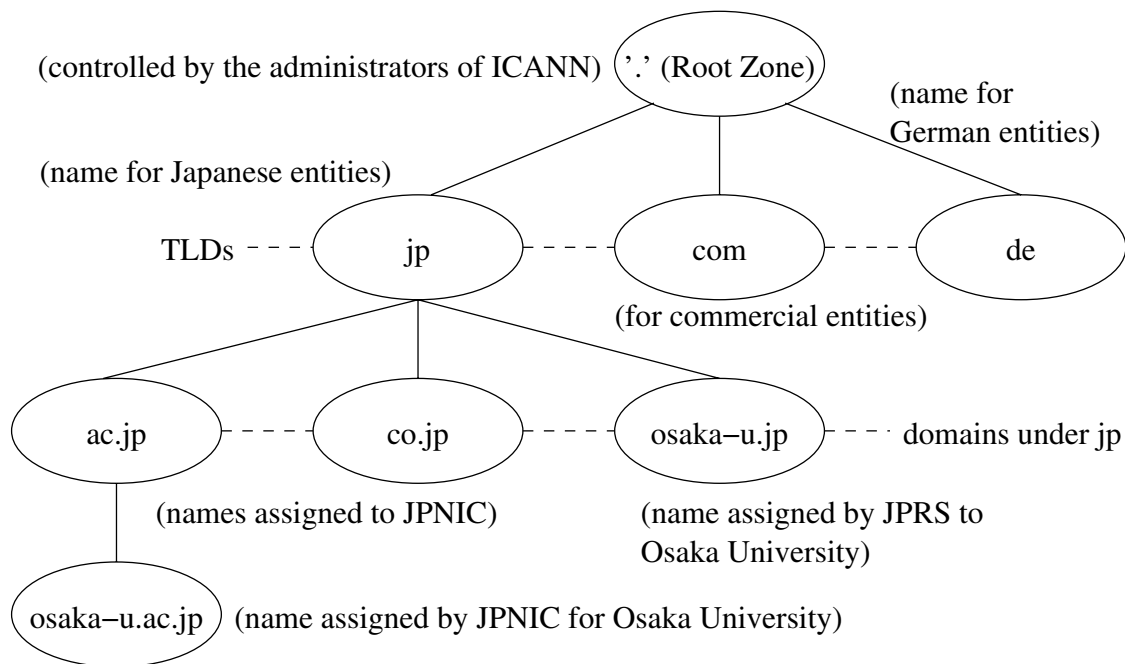 (controlled by the administrators of ICANN)
’.’ (Root Zone)
(name for
German entities)
(name for Japanese entities)
TLDs
jp
com
de
(for commercial entities)
ac.jp
co.jp
osaka−u.jp
domains under jp
(names assigned to JPNIC)
(name assigned by JPRS to
Osaka University)
osaka−u.ac.jp
(name assigned by JPNIC for Osaka University)